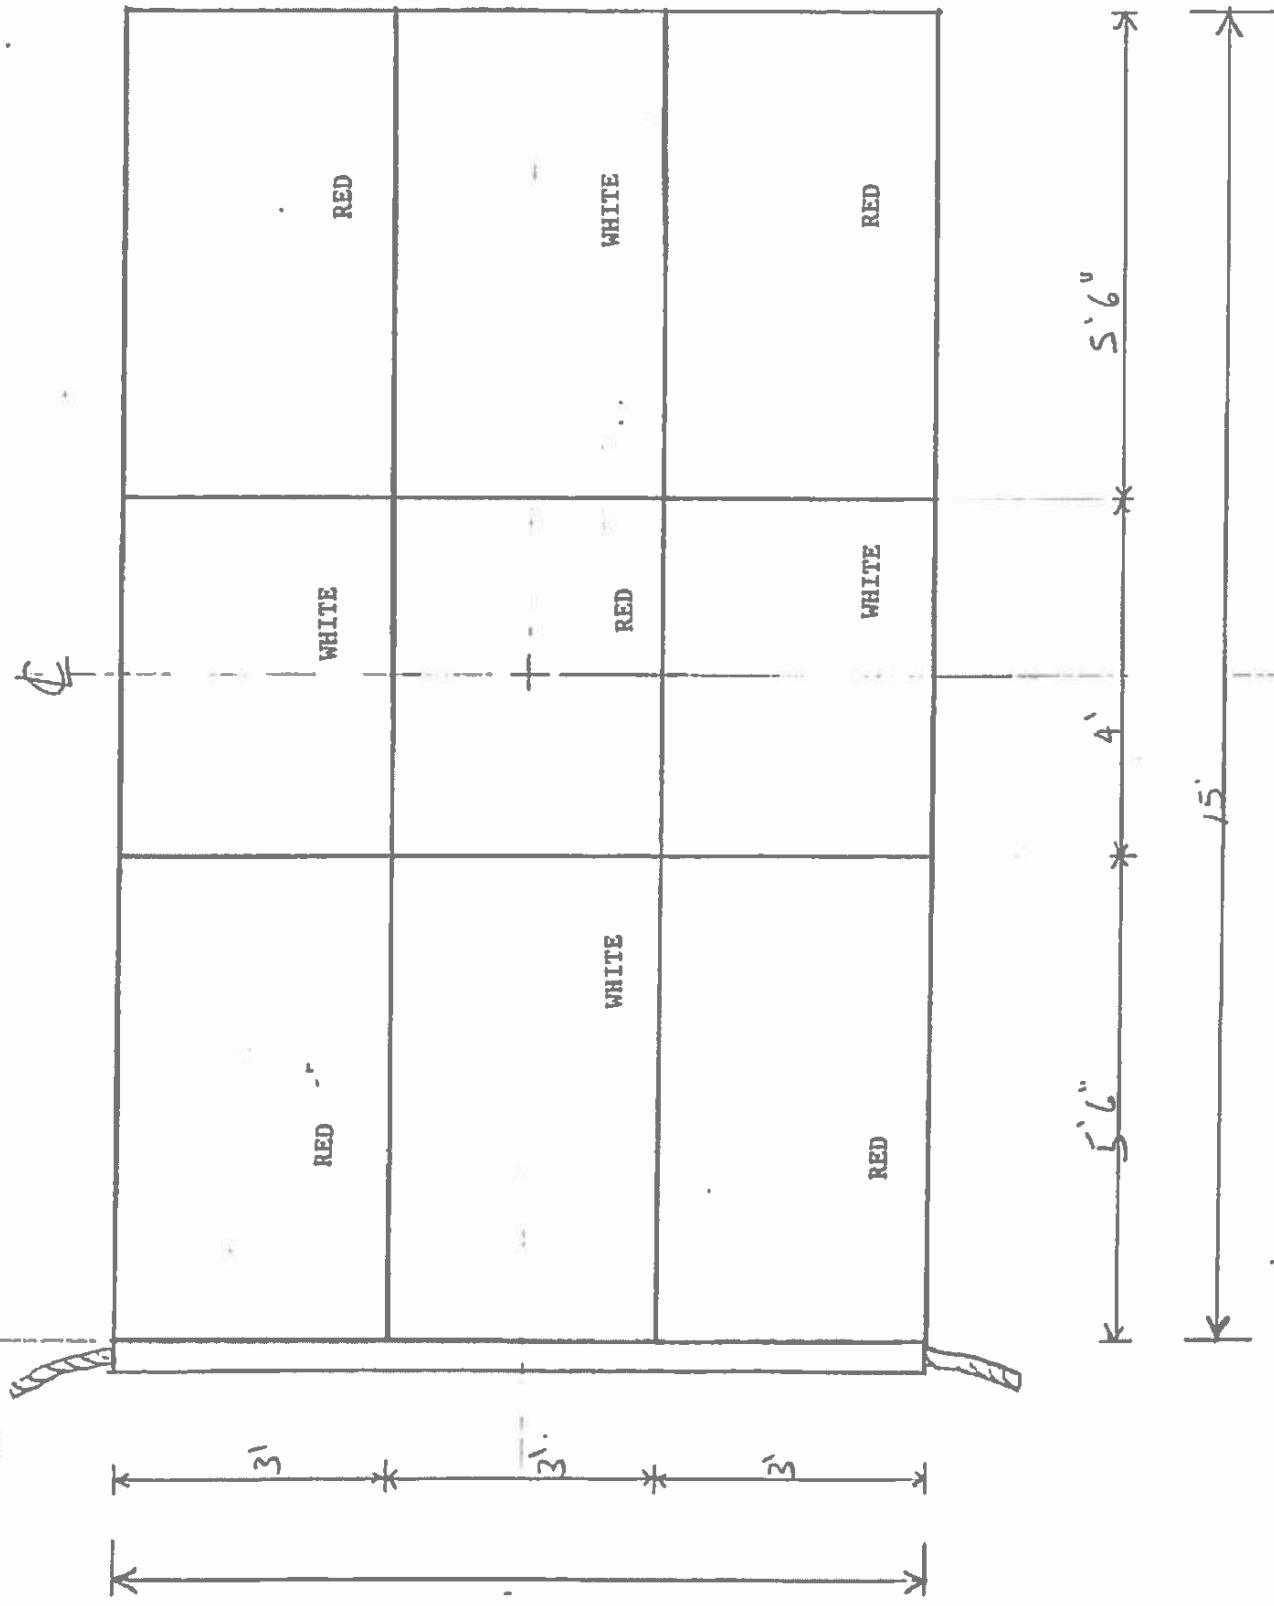 ℄
3' RED WHITE RED
3' WHITE RED WHITE
3' RED WHITE RED
5'6" 4' 5'6"
15'